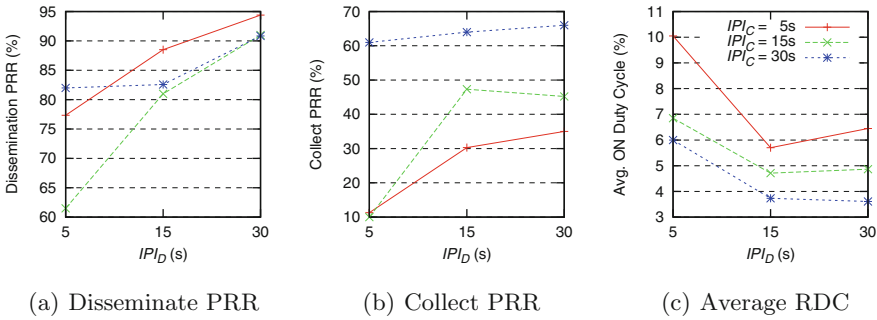 Dissemination PRR (%)
95
90
85
80
75
70
65
60
5
15
30
IPI_D (s)
(a) Disseminate PRR
Collect PRR (%)
70
60
50
40
30
20
10
5
15
30
IPI_D (s)
(b) Collect PRR
Avg. ON Duty Cycle (%)
11
10
9
8
7
6
5
4
3
IPI_C = 5s
IPI_C = 15s
IPI_C = 30s
5
15
30
IPI_D (s)
(c) Average RDC